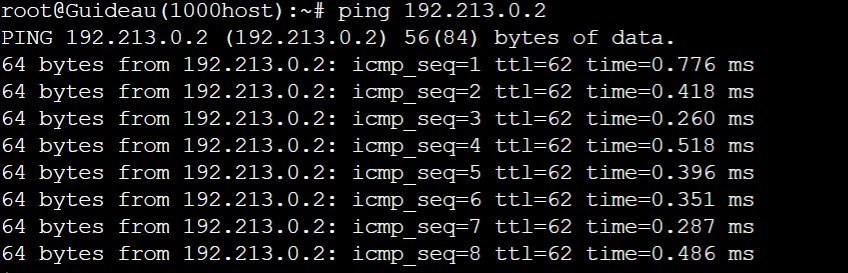 root@Guideau(1000host):~# ping 192.213.0.2
PING 192.213.0.2 (192.213.0.2) 56(84) bytes of data.
64 bytes from 192.213.0.2: icmp_seq=1 ttl=62 time=0.776 ms
64 bytes from 192.213.0.2: icmp_seq=2 ttl=62 time=0.418 ms
64 bytes from 192.213.0.2: icmp_seq=3 ttl=62 time=0.260 ms
64 bytes from 192.213.0.2: icmp_seq=4 ttl=62 time=0.518 ms
64 bytes from 192.213.0.2: icmp_seq=5 ttl=62 time=0.396 ms
64 bytes from 192.213.0.2: icmp_seq=6 ttl=62 time=0.351 ms
64 bytes from 192.213.0.2: icmp_seq=7 ttl=62 time=0.287 ms
64 bytes from 192.213.0.2: icmp_seq=8 ttl=62 time=0.486 ms